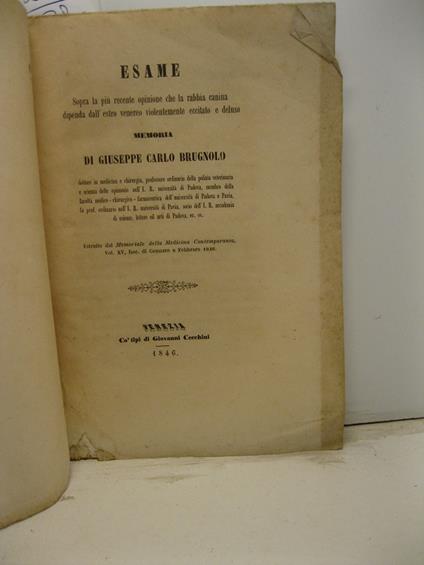 ESAME
Sopra la più recente opinione che la rabbia canina
dipenda dall' estro venereo violentemente eccitato e deluso
MEMORIA
DI GIUSEPPE CARLO BRUGNOLO
dottore in medicina e chirurgia, professore ordinario della polizia veterinaria
e scienza delle epizoozie nell' I. R. università di Padova, membro della
facoltà medico-chirurgico-farmaceutica dell' università di Padova e Pavia,
fu prof. ordinario nell' I. R. università di Pavia, socio dell' I. R. accademia
di scienze, lettere ed arti di Padova, ec. ec.
Estratto dal Memoriale della Medicina Contemporanea,
Vol. XV, fasc. di Gennaro e Febbraro 1846.
VENEZIA
Co' tipi di Giovanni Cecchini
1846.